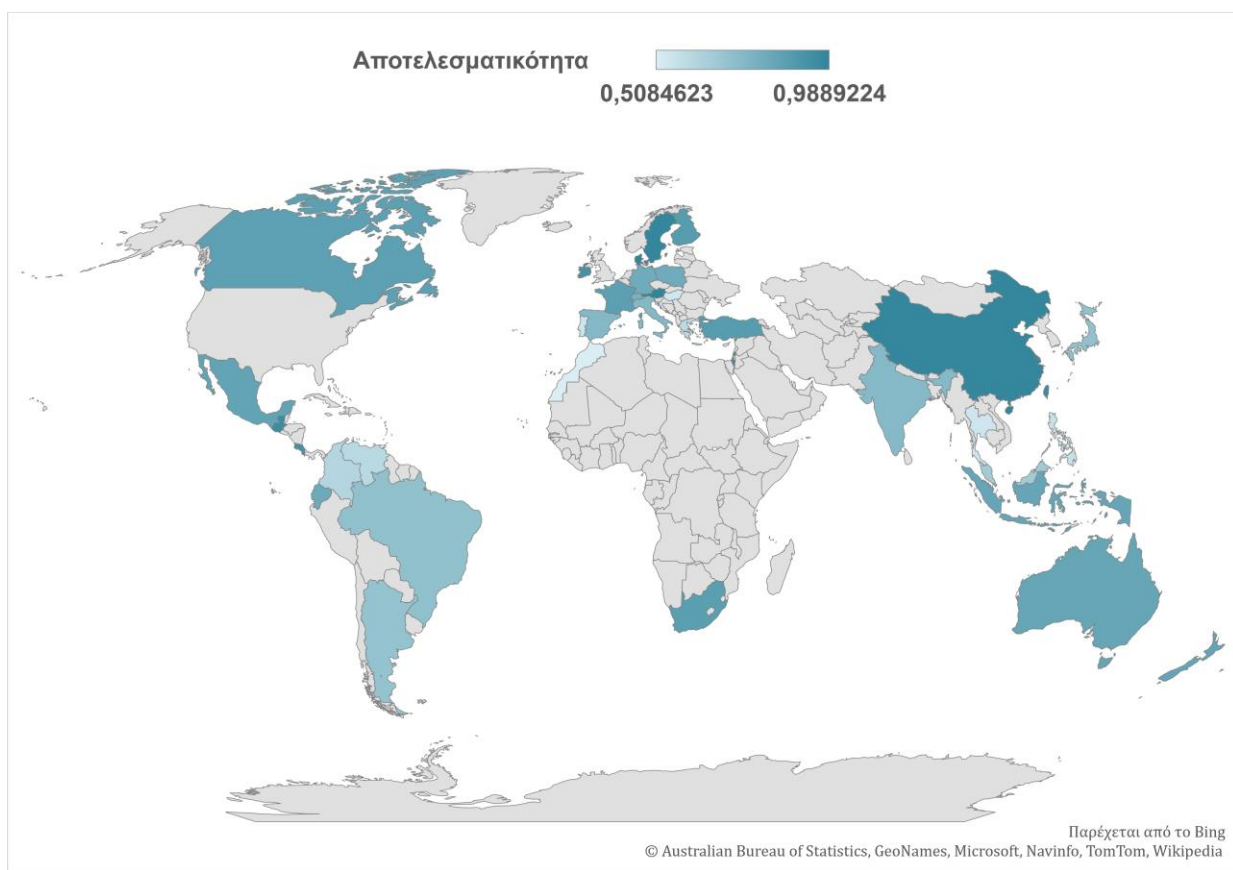 Αποτελεσματικότητα
0,5084623 0,9889224
Παρέχεται από το Bing
© Australian Bureau of Statistics, GeoNames, Microsoft, Navinfo, TomTom, Wikipedia